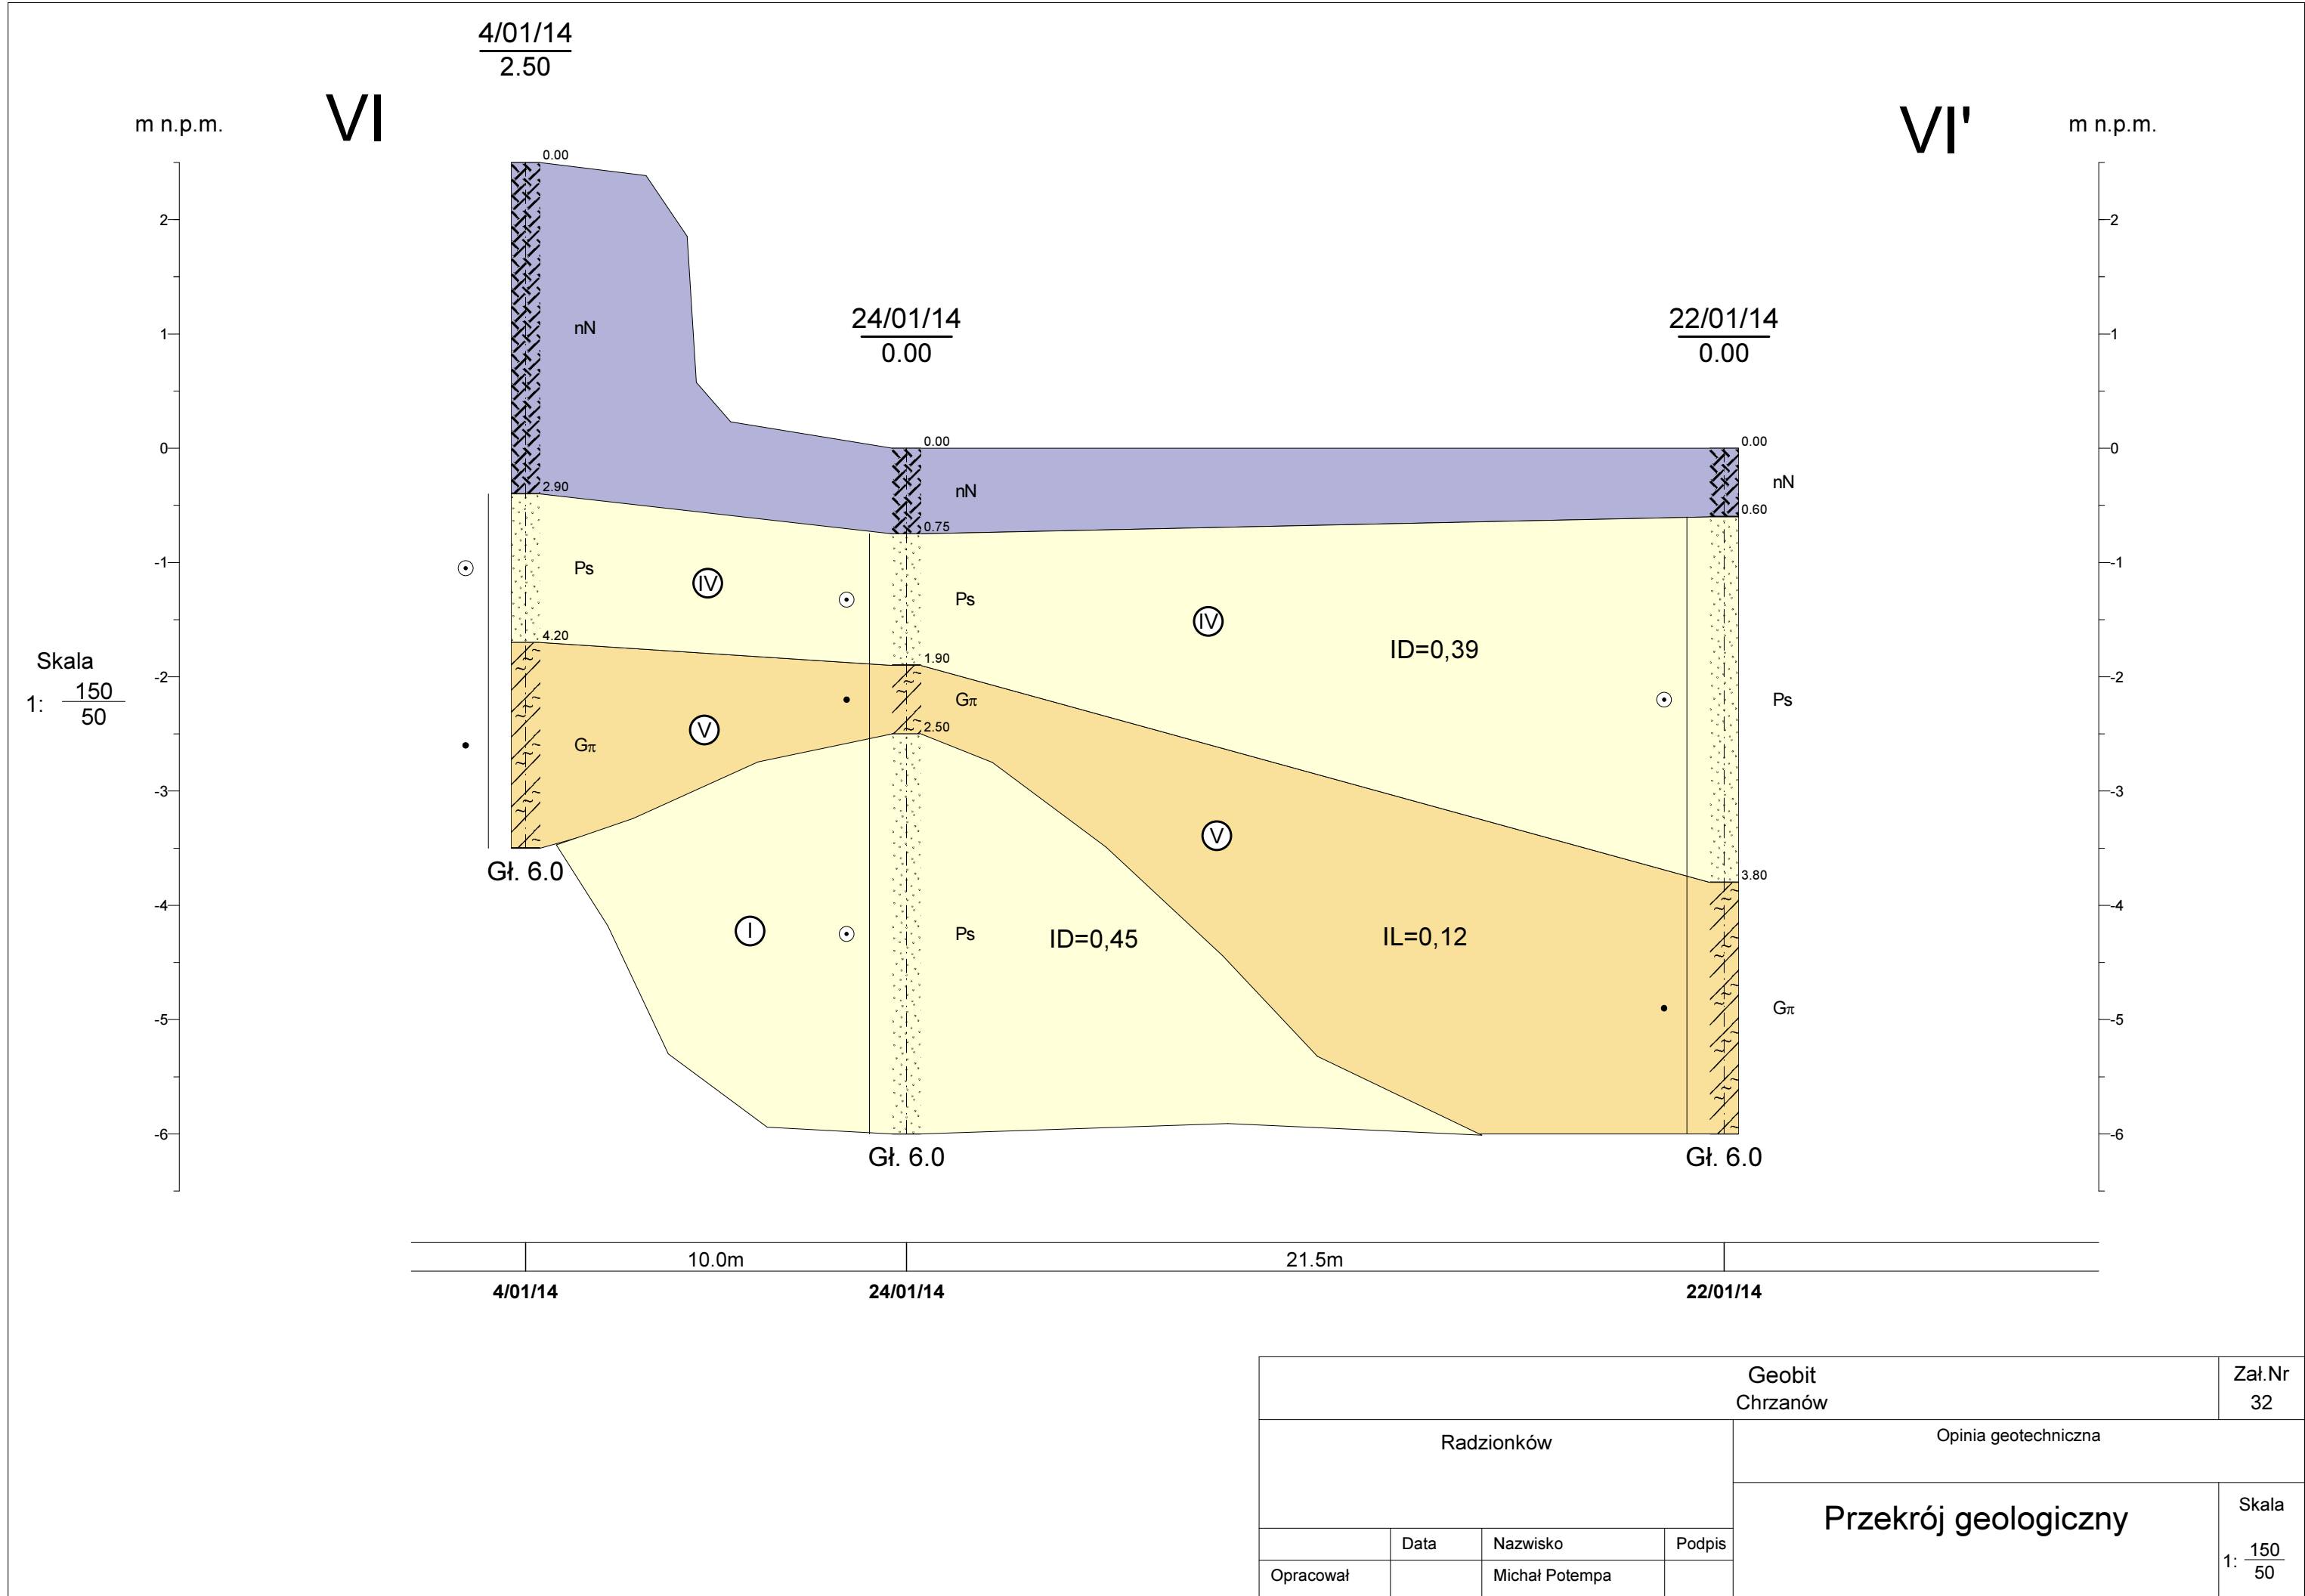 4/01/14
2.50
VI
VI'
m n.p.m.
m n.p.m.
0.00
2
2
nN
1
1
24/01/14
0.00
22/01/14
0.00
0
0
0.00
0.00
nN
nN
2.90
0.75
0.60
-1
-1
Ps
IV
Ps
IV
ID=0,39
4.20
1.90
Skala
1: 150
50
-2
-2
Gπ
Ps
2.50
V
Gπ
-3
-3
V
Gł. 6.0
3.80
-4
-4
I
Ps
ID=0,45
IL=0,12
-5
-5
Gπ
-6
-6
Gł. 6.0
Gł. 6.0
10.0m
21.5m
4/01/14
24/01/14
22/01/14
Geobit
Chrzanów
Zał.Nr
32
Radzionków
Opinia geotechniczna
Przekrój geologiczny
Skala
1: 150
50
Data
Nazwisko
Podpis
Opracował
Michał Potempa